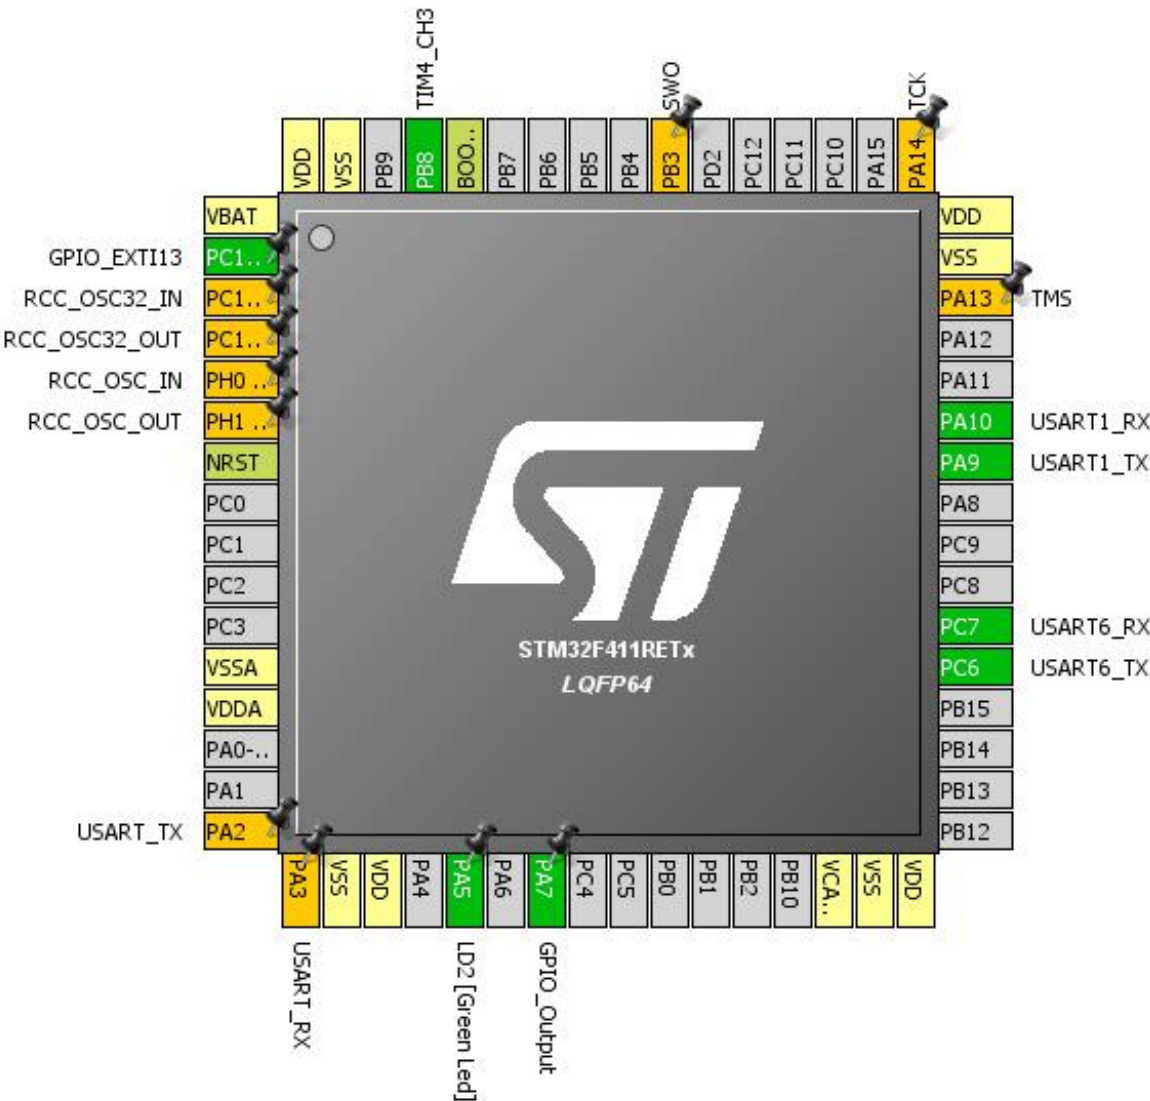 TIM4_CH3
SWO
TCK
VDD
VSS
PB9
PB8
BOO..
PB7
PB6
PB5
PB4
PB3
PD2
PC12
PC11
PC10
PA15
PA14
VBAT
GPIO_EXTI13 PC1..
RCC_OSC32_IN PC1..
RCC_OSC32_OUT PC1..
RCC_OSC_IN PH0 ..
RCC_OSC_OUT PH1 ..
NRST
PC0
PC1
PC2
PC3
VSSA
VDDA
PA0-..
PA1
USART_TX PA2
ST
STM32F411RETx
LQFP64
VDD
VSS
PA13 TMS
PA12
PA11
PA10 USART1_RX
PA9 USART1_TX
PA8
PC9
PC8
PC7 USART6_RX
PC6 USART6_TX
PB15
PB14
PB13
PB12
PA3
VSS
VDD
PA4
PA5
PA6
PA7
PC4
PC5
PB0
PB1
PB2
PB10
VCA..
VSS
VDD
USART_RX
LD2 [Green Led]
GPIO_Output